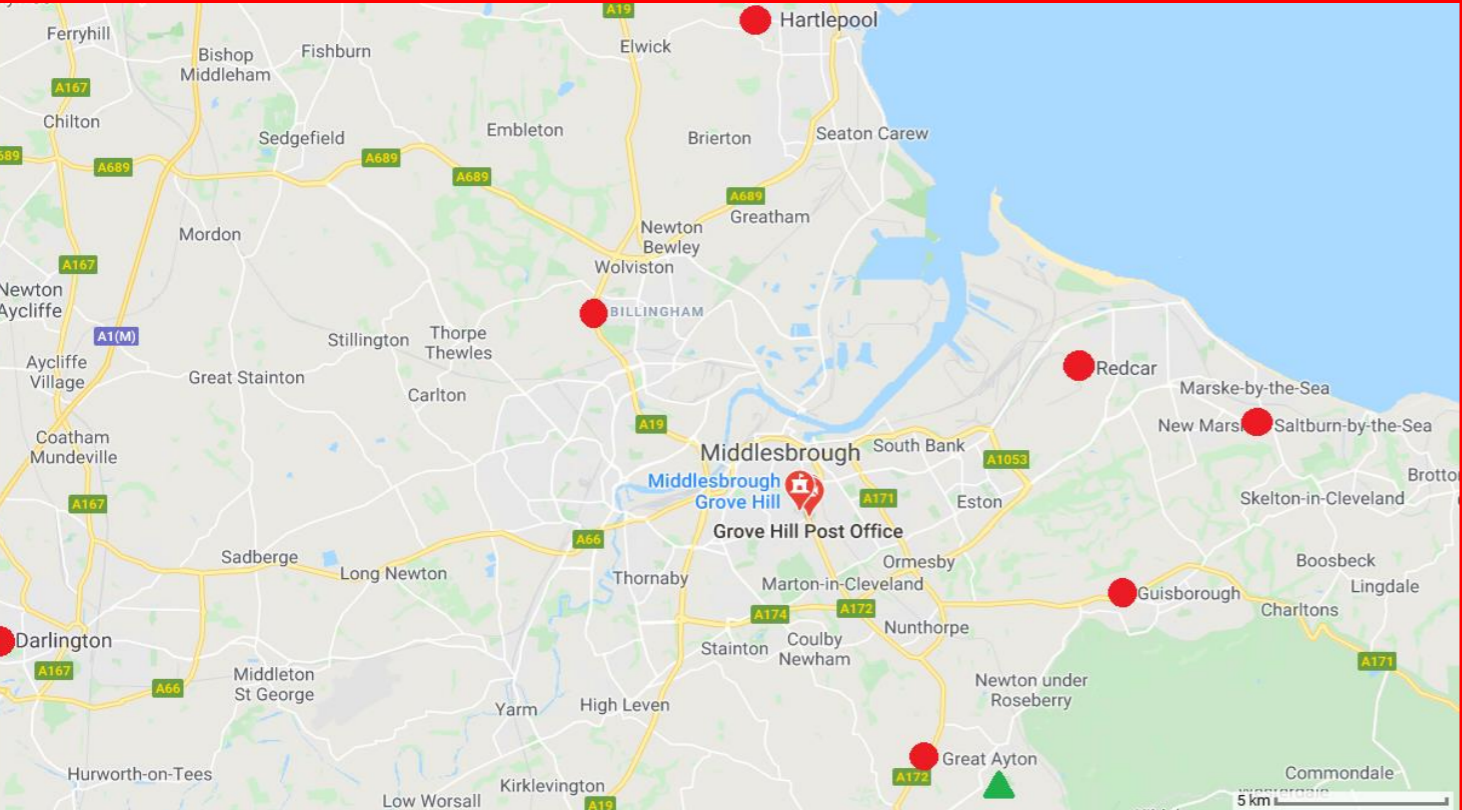 A19
Hartlepool
Ferryhill
Elwick
Bishop
Middleham
Fishburn
A167
Chilton
Embleton
Brierton
Seaton Carew
Sedgefield
A689
A689
A689
A689
Greatham
Newton
Bewley
Mordon
Wolviston
A167
Newton
Aycliffe
BILLINGHAM
A1(M)
Stillington
Thorpe
Thewles
Aycliffe
Village
Great Stainton
Redcar
Marske-by-the-Sea
Carlton
A19
New Mars
Saltburn-by-the-Sea
Coatham
Mundeville
Middlesbrough
South Bank
A1053
Middlesbrough
Grove Hill
Brotto
A167
A171
Eston
Skelton-in-Cleveland
Grove Hill Post Office
A66
Sadberge
Ormesby
Boosbeck
Long Newton
Thornaby
Marton-in-Cleveland
Lingdale
Guisborough
A174
A172
Charltons
Nunthorpe
Darlington
Stainton
Coulby
Newham
A167
A66
Middleton
St George
A171
Newton under
Roseberry
Yarm
High Leven
Great Ayton
A172
Hurworth-on-Tees
Kirklevington
Commondale
Low Worsall
A19
5 km